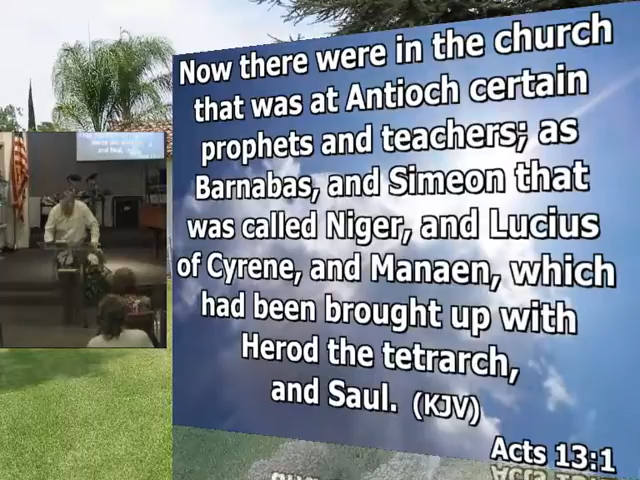 Now there were in the church
that was at Antioch certain
prophets and teachers; as
Barnabas, and Simeon that
was called Niger, and Lucius
of Cyrene, and Manaen, which
had been brought up with
Herod the tetrarch,
and Saul. (KJV)
Acts 13:1